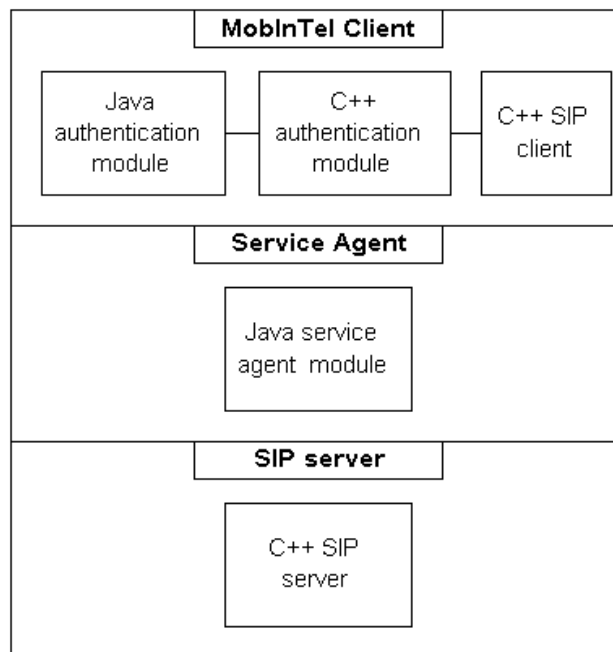 MobInTel Client
Java
authentication
module
C++
authentication
module
C++ SIP
client
Service Agent
Java service
agent module
SIP server
C++ SIP
server